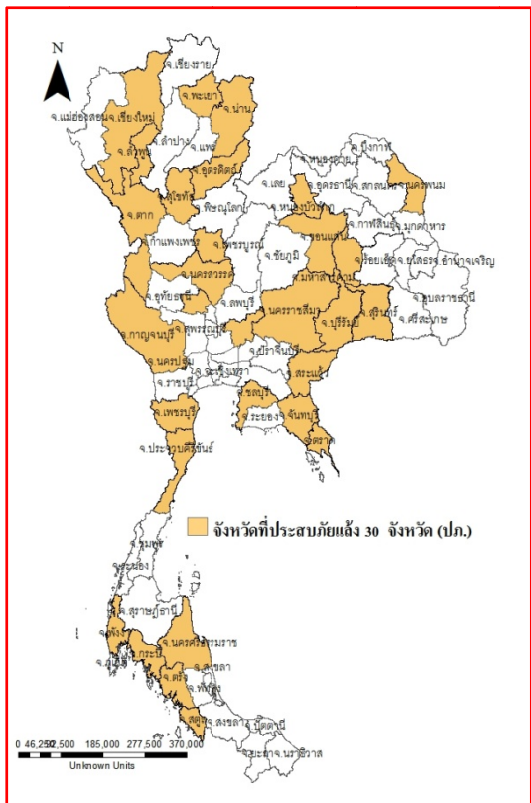 N
จ.เชียงราย
จ.พะเยา
จ.น่าน
จ.แม่ฮ่องสอน
จ.เชียงใหม่
จ.ลำปาง
จ.ลำพูน
จ.แพร่
จ.อุตรดิตถ์
จ.สุโขทัย
จ.ตาก
จ.พิษณุโลก
จ.กำแพงเพชร
จ.เพชรบูรณ์
จ.เลย
จ.หนองคาย
จ.บึงกาฬ
จ.อุดรธานี
จ.สกลนคร
จ.นครพนม
จ.หนองบัวลำภู
จ.กาฬสินธุ์
จ.มุกดาหาร
จ.ขอนแก่น
จ.ชัยภูมิ
จ.มหาสารคาม
จ.ร้อยเอ็ด
จ.ยโสธร
จ.อำนาจเจริญ
จ.อุบลราชธานี
จ.ศรีสะเกษ
จ.สุรินทร์
จ.บุรีรัมย์
จ.นครราชสีมา
จ.นครสวรรค์
จ.อุทัยธานี
จ.ลพบุรี
จ.สุพรรณบุรี
จ.กาญจนบุรี
จ.นครปฐม
จ.ราชบุรี
จ.ปราจีนบุรี
จ.ฉะเชิงเทรา
จ.สระแก้ว
จ.ชลบุรี
จ.ระยอง
จ.จันทบุรี
จ.ตราด
จ.เพชรบุรี
จ.ประจวบคีรีขันธ์
จังหวัดที่ประสบภัยแล้ง 30 จังหวัด (ปภ.)
จ.ชุมพร
จ.ระนอง
จ.สุราษฎ์ธานี
จ.พังงา
จ.ภูเก็ต
จ.กระบี่
จ.นครศรีธรรมราช
จ.ตรัง
จ.พัทลุง
จ.สงขลา
จ.สตูล
จ.สงขลา
จ.ปัตตานี
จ.ยะลา
จ.นราธิวาส
0 46,250 92,500 185,000 277,500 370,000
Unknown Units